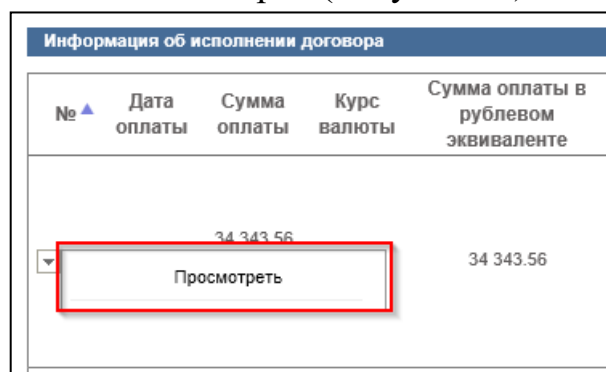 Информация об исполнении договора
№ Дата оплаты Сумма оплаты Курс валюты Сумма оплаты в рублевом эквиваленте
34 343.56
34 343.56
Просмотреть